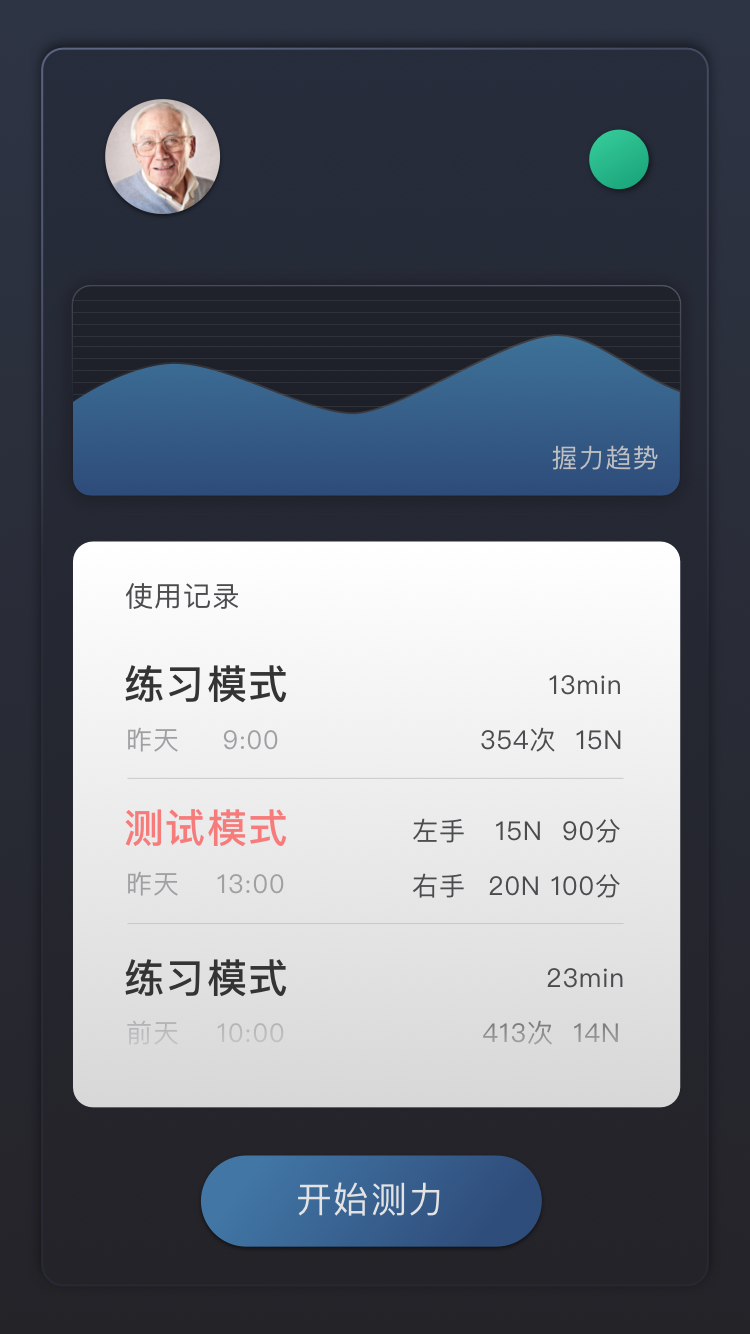 握力趋势
使用记录
练习模式 13min
昨天 9:00 354次 15N
测试模式 左手 15N 90分
昨天 13:00 右手 20N 100分
练习模式 23min
前天 10:00 413次 14N
开始测力